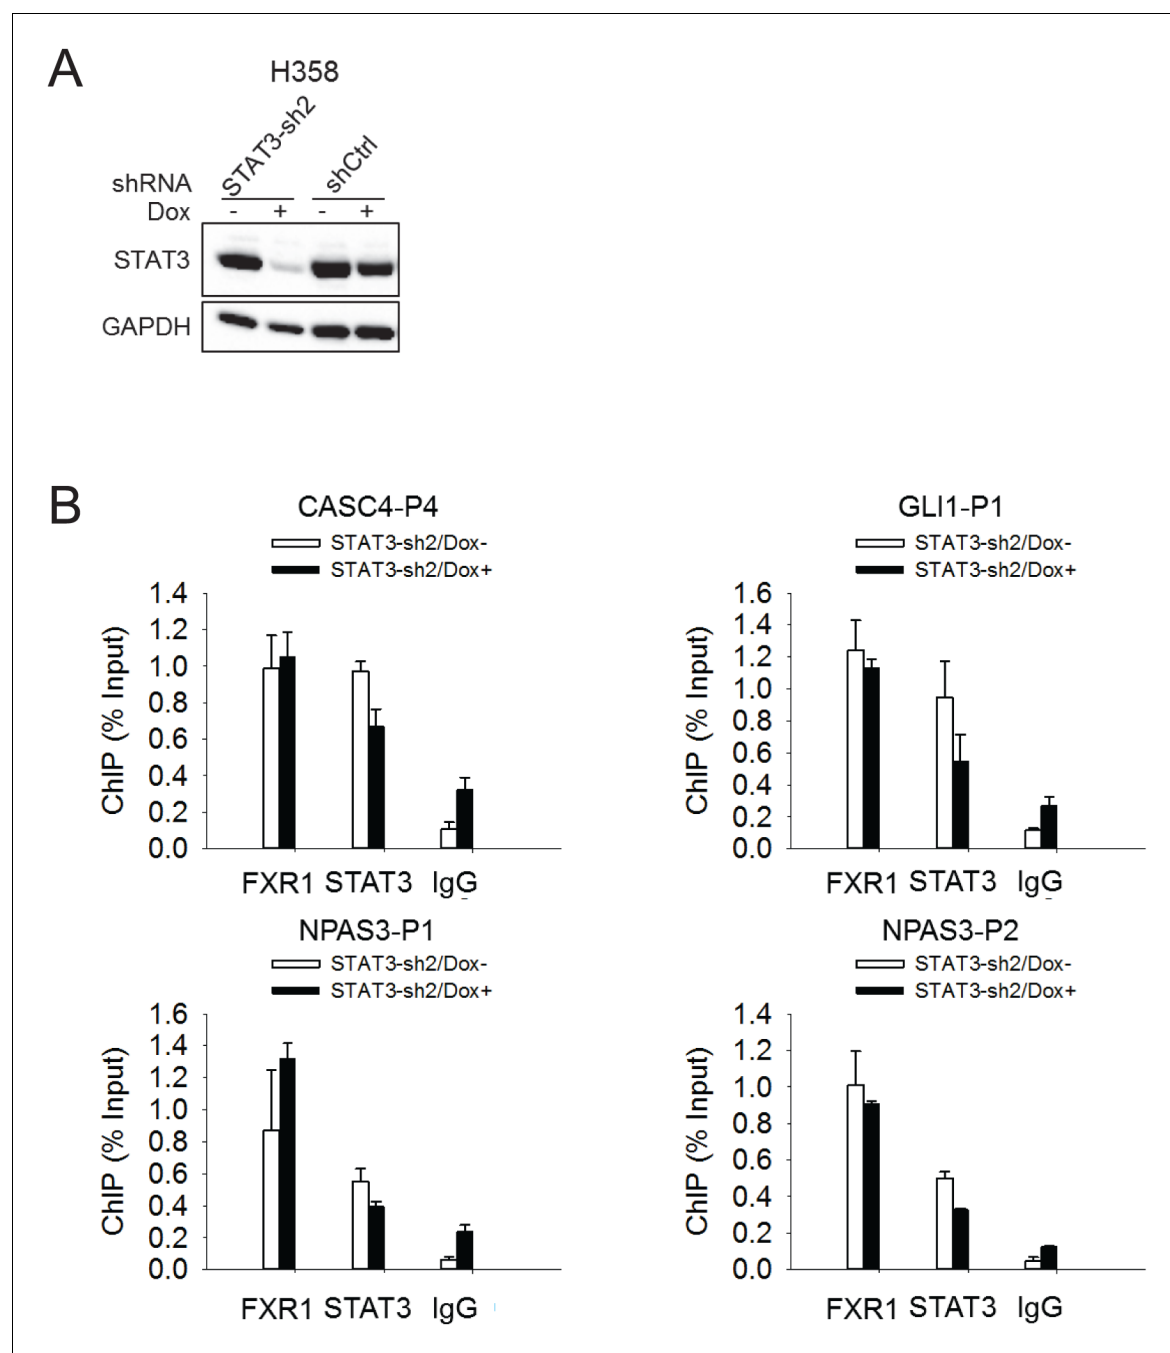 A
H358
STAT3-sh2 shCtrl
shRNA
Dox - + - +
STAT3
GAPDH
B
CASC4-P4
STAT3-sh2/Dox-
STAT3-sh2/Dox+
ChIP (% Input)
1.4
1.2
1.0
0.8
0.6
0.4
0.2
0.0
FXR1 STAT3 IgG
GLI1-P1
STAT3-sh2/Dox-
STAT3-sh2/Dox+
ChIP (% Input)
1.6
1.4
1.2
1.0
0.8
0.6
0.4
0.2
0.0
FXR1 STAT3 IgG
NPAS3-P1
STAT3-sh2/Dox-
STAT3-sh2/Dox+
ChIP (% Input)
1.6
1.4
1.2
1.0
0.8
0.6
0.4
0.2
0.0
FXR1 STAT3 IgG
NPAS3-P2
STAT3-sh2/Dox-
STAT3-sh2/Dox+
ChIP (% Input)
1.4
1.2
1.0
0.8
0.6
0.4
0.2
0.0
FXR1 STAT3 IgG